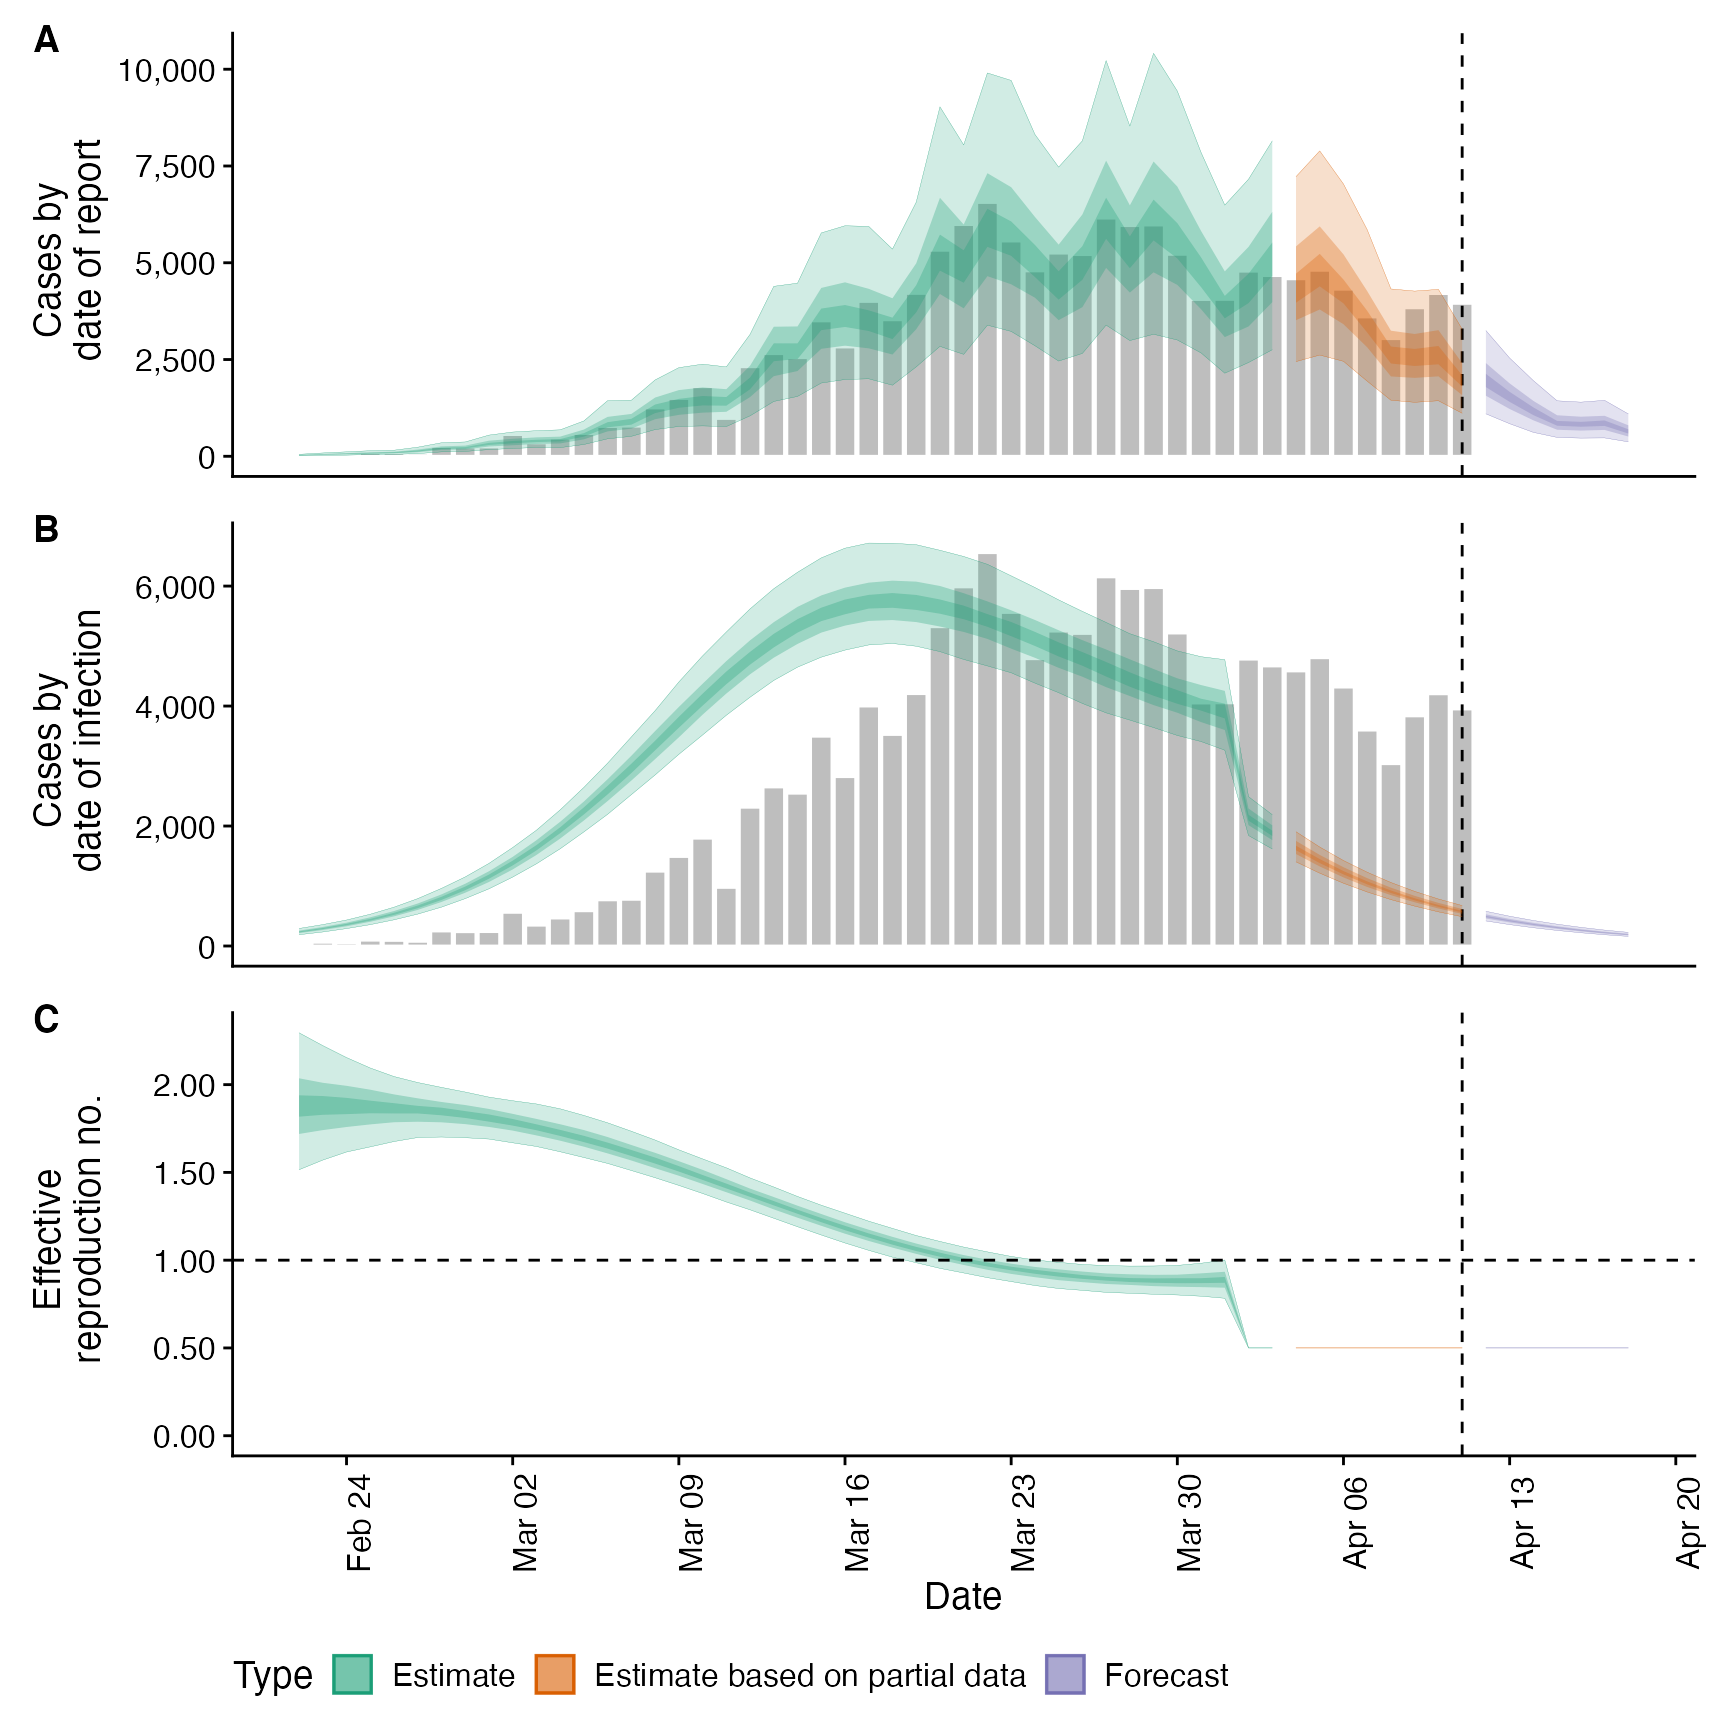 A
Cases by
date of report
10,000
7,500
5,000
2,500
0
B
Cases by
date of infection
6,000
4,000
2,000
0
C
Effective
reproduction no.
2.00
1.50
1.00
0.50
0.00
Feb 24
Mar 02
Mar 09
Mar 16
Mar 23
Mar 30
Apr 06
Apr 13
Apr 20
Date
Type Estimate Estimate based on partial data Forecast